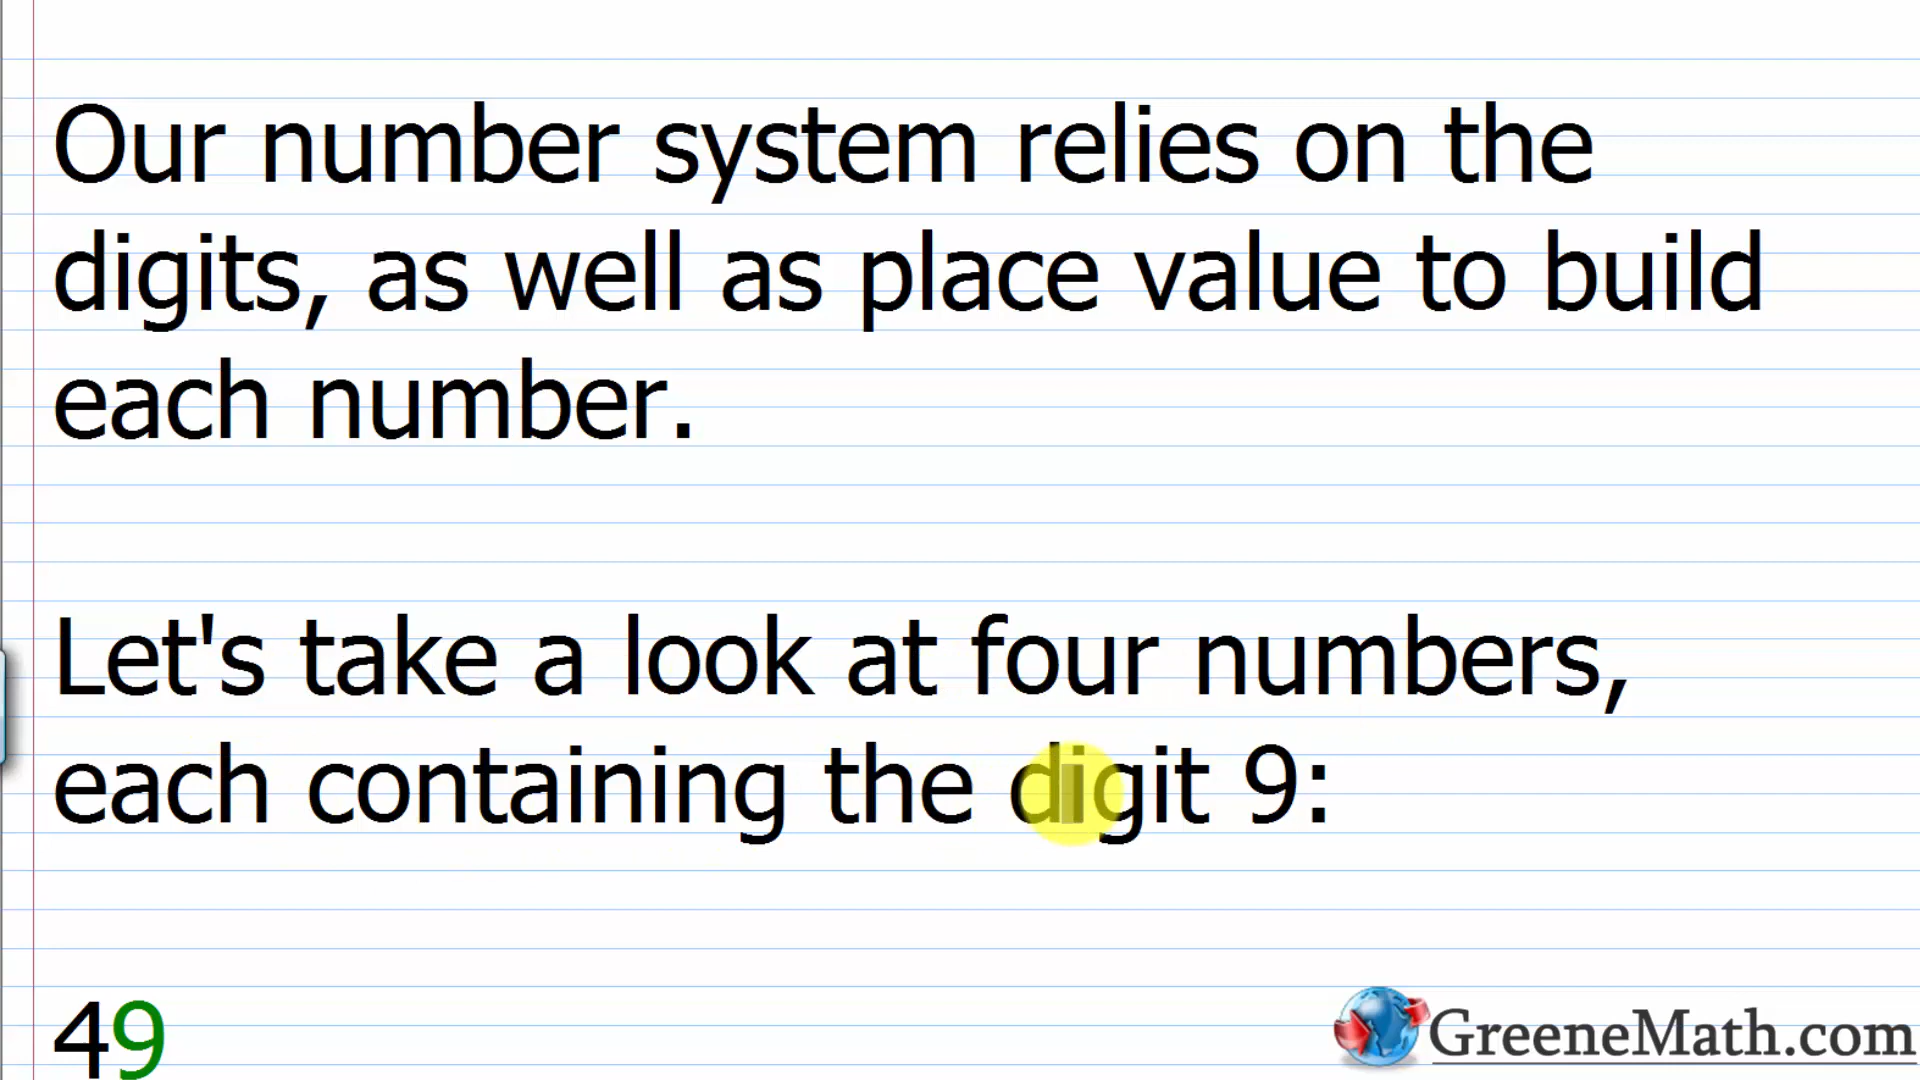 Our number system relies on the
digits, as well as place value to build
each number.
Let's take a look at four numbers,
each containing the digit 9:
49
GreeneMath.com